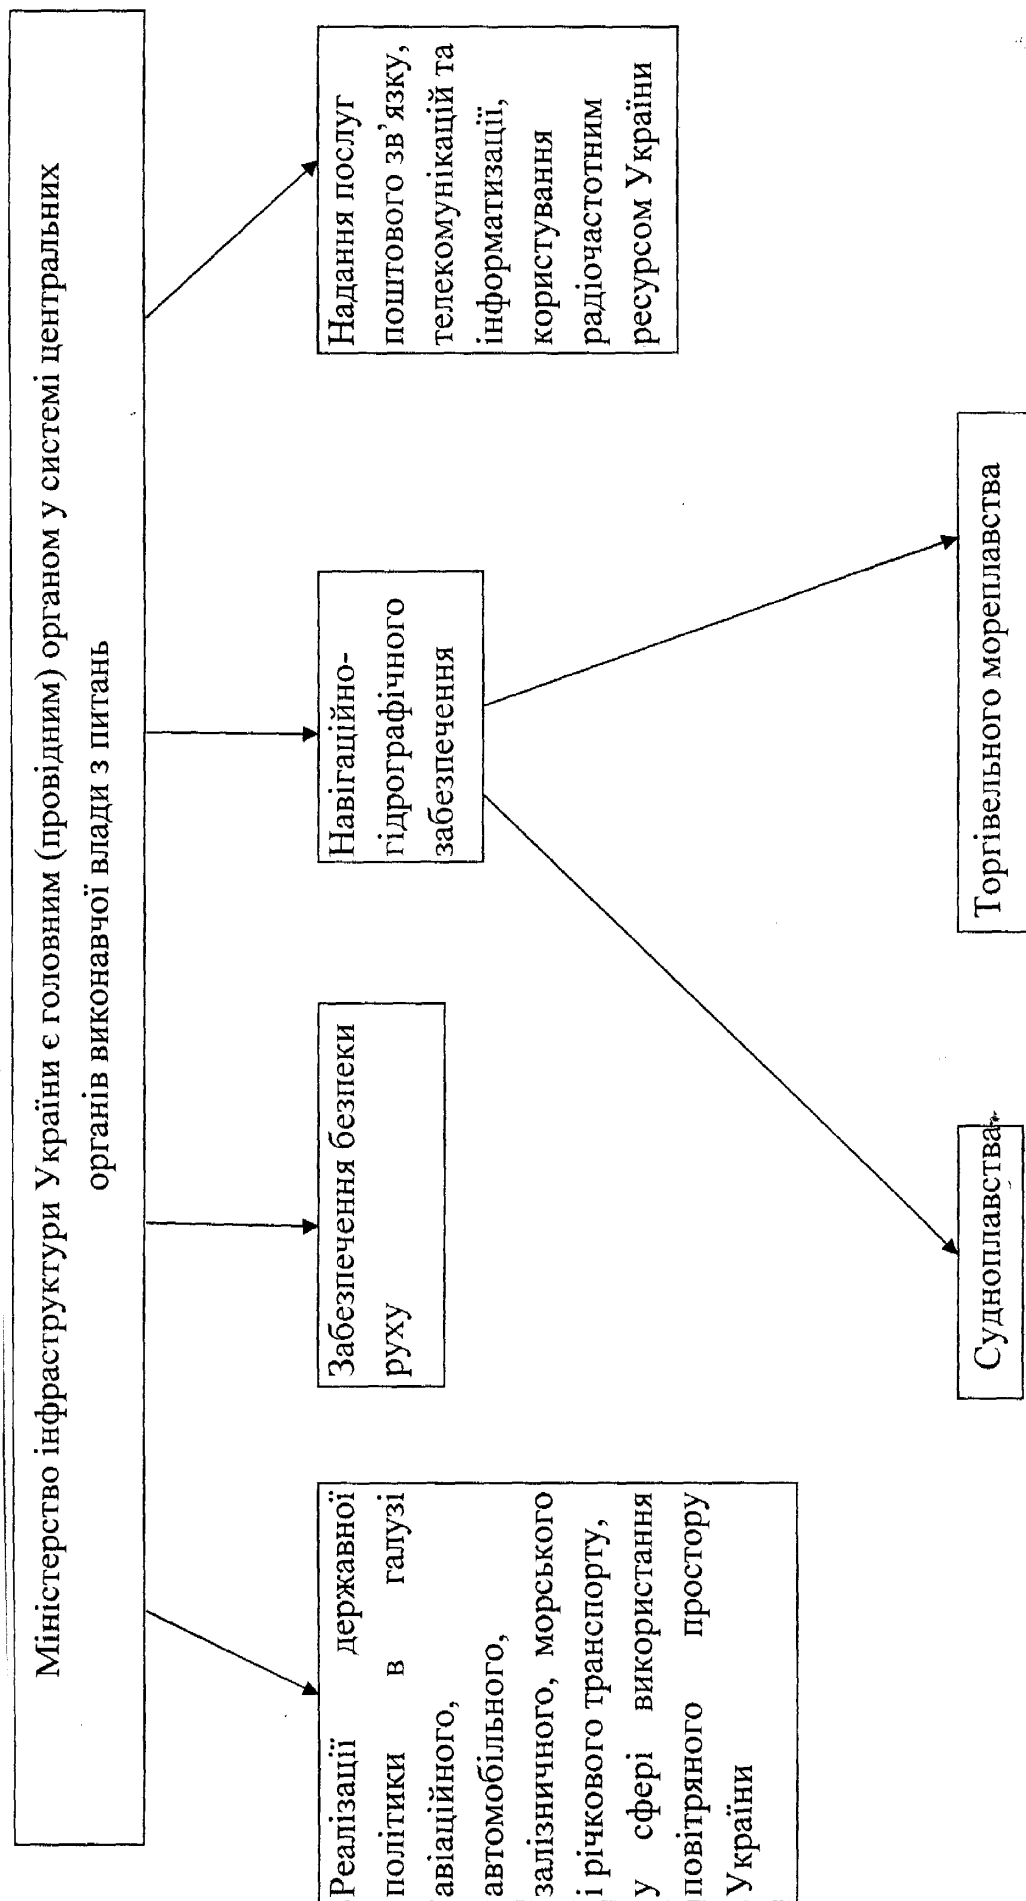 Міністерство інфраструктури України є головним (провідним) органом у системі центральних
органів виконавчої влади з питань
Реалізації державної
політики в галузі
авіаційного,
автомобільного,
залізничного, морського
і річкового транспорту,
у сфері використання
повітряного простору
України
Забезпечення безпеки
руху
Навігаційно-
гідрографічного
забезпечення
Надання послуг
поштового зв’язку,
телекомунікацій та
інформатизації,
користування
радіочастотним
ресурсом України
Судноплавства
Торгівельного мореплавства